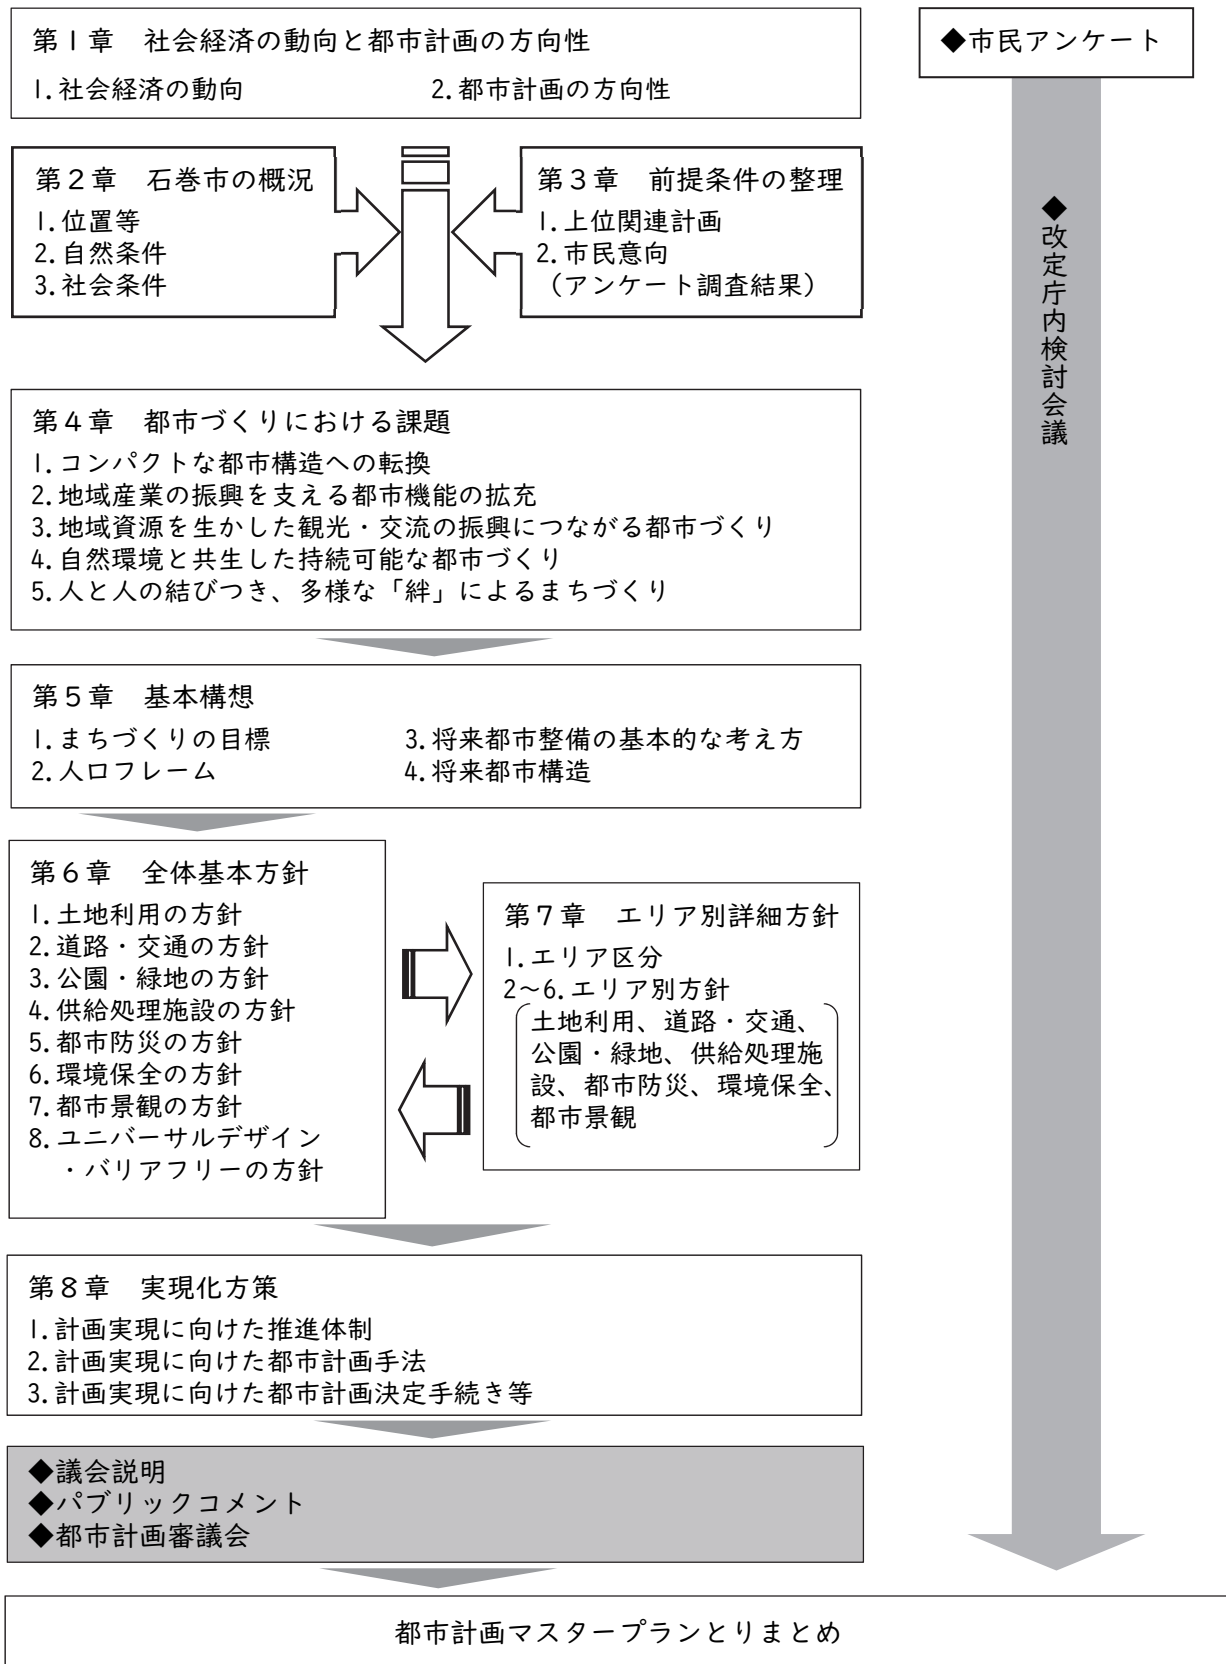 第1章　社会経済の動向と都市計画の方向性
1.社会経済の動向
2.都市計画の方向性
◆市民アンケート
第2章　石巻市の概況
1.位置等
2.自然条件
3.社会条件
第3章　前提条件の整理
1.上位関連計画
2.市民意向
（アンケート調査結果）
◆改定庁内検討会議
第4章　都市づくりにおける課題
1.コンパクトな都市構造への転換
2.地域産業の振興を支える都市機能の拡充
3.地域資源を生かした観光・交流の振興につながる都市づくり
4.自然環境と共生した持続可能な都市づくり
5.人と人の結びつき、多様な「絆」によるまちづくり
第5章　基本構想
1.まちづくりの目標
2.人口フレーム
3.将来都市整備の基本的な考え方
4.将来都市構造
第6章　全体基本方針
1.土地利用の方針
2.道路・交通の方針
3.公園・緑地の方針
4.供給処理施設の方針
5.都市防災の方針
6.環境保全の方針
7.都市景観の方針
8.ユニバーサルデザイン
・バリアフリーの方針
第7章　エリア別詳細方針
1.エリア区分
2～6.エリア別方針
土地利用、道路・交通、
公園・緑地、供給処理施
設、都市防災、環境保全、
都市景観
第8章　実現化方策
1.計画実現に向けた推進体制
2.計画実現に向けた都市計画手法
3.計画実現に向けた都市計画決定手続き等
◆議会説明
◆パブリックコメント
◆都市計画審議会
都市計画マスタープランとりまとめ